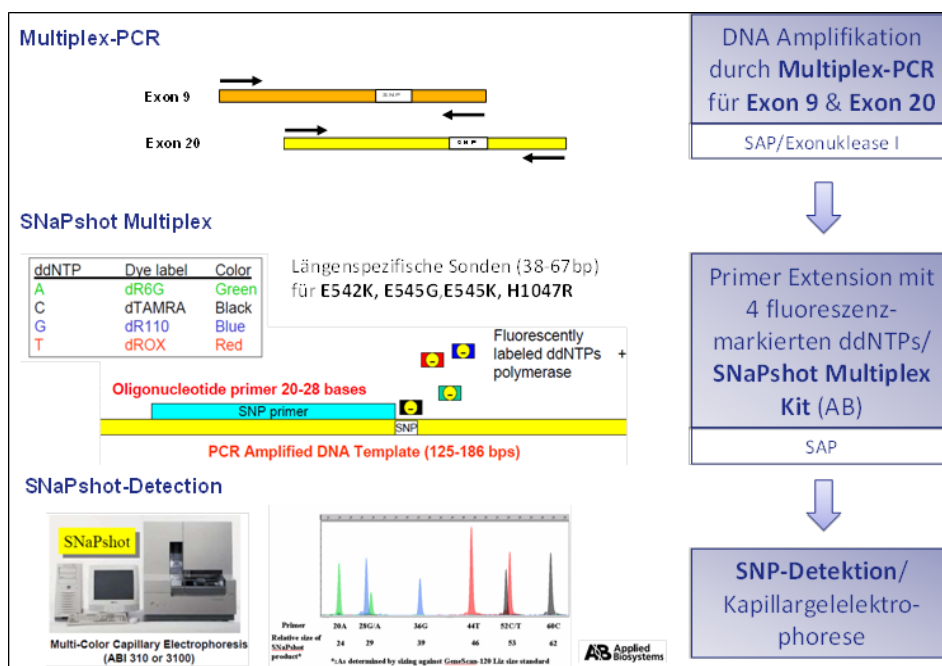 Multiplex-PCR
Exon 9
SNP
Exon 20
SNP
DNA Amplifikation
durch Multiplex-PCR
für Exon 9 & Exon 20
SAP/Exonuklease I
SNaPshot Multiplex
ddNTP Dye label Color
A dR6G Green
C dTAMRA Black
G dR110 Blue
T dROX Red
Längenspezifische Sonden (38-67bp)
für E542K, E545G,E545K, H1047R
Fluorescently
labeled ddNTPs +
polymerase
Oligonucleotide primer 20-28 bases
SNP primer
SNP
PCR Amplified DNA Template (125-186 bps)
Primer Extension mit
4 fluoreszenz-
markierten ddNTPs/
SNaPshot Multiplex
Kit (AB)
SAP
SNaPshot-Detection
SNaPshot
Multi-Color Capillary Electrophoresis
(ABI 310 or 3100)
Primer 20A 28G/A 36G 44T 52C/T 60C
Relative size of
SNaPshot
product* 24 29 39 46 53 62
*:As determined by sizing against GeneScan-120 Liz size standard
AB Applied
Biosystems
SNP-Detektion/
Kapillargelelektro-
phorese